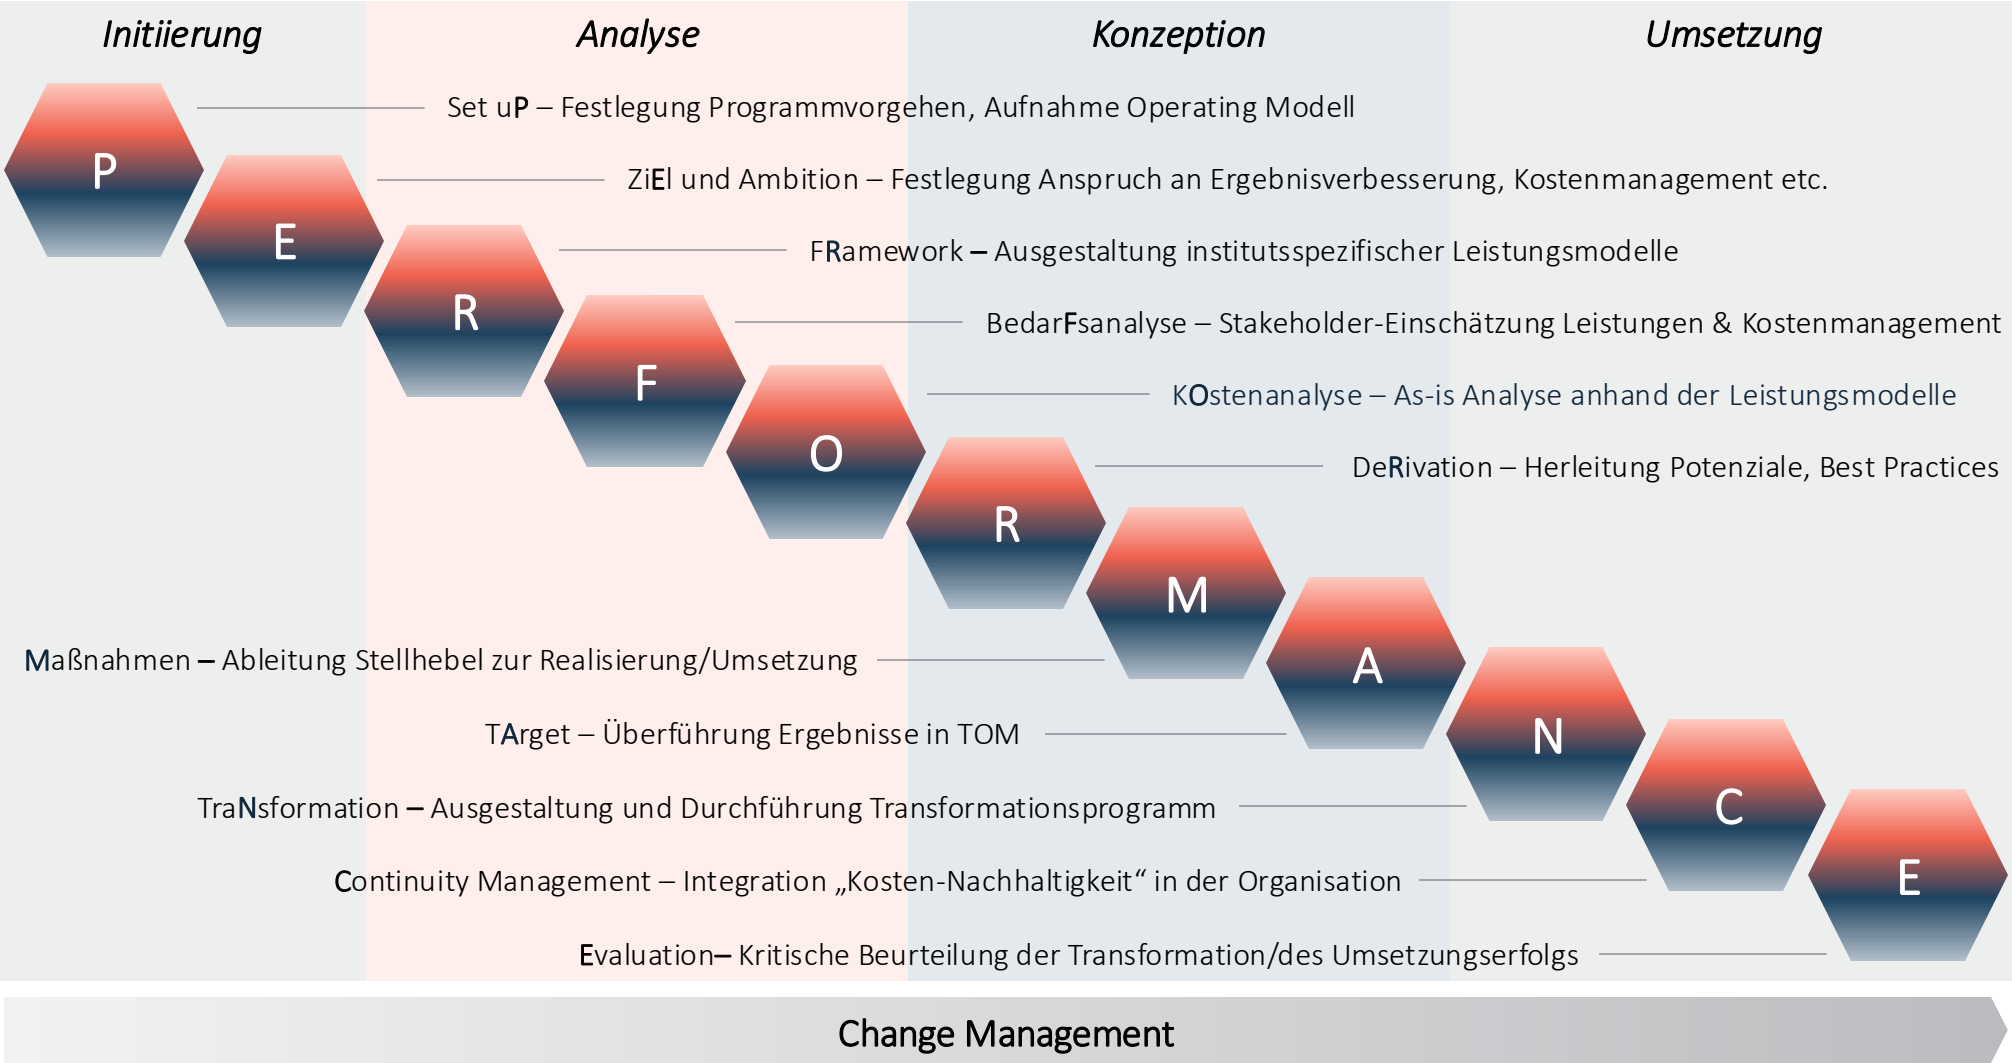 Initiierung
Analyse
Konzeption
Umsetzung
P
Set uP – Festlegung Programmvorgehen, Aufnahme Operating Modell
E
ZiEl und Ambition – Festlegung Anspruch an Ergebnisverbesserung, Kostenmanagement etc.
R
FRamework – Ausgestaltung institutsspezifischer Leistungsmodelle
F
BedarFsanalyse – Stakeholder-Einschätzung Leistungen & Kostenmanagement
O
KOstenanalyse – As-is Analyse anhand der Leistungsmodelle
R
DeRivation – Herleitung Potenziale, Best Practices
M
Maßnahmen – Ableitung Stellhebel zur Realisierung/Umsetzung
A
TArget – Überführung Ergebnisse in TOM
N
TraNsformation – Ausgestaltung und Durchführung Transformationsprogramm
C
Continuity Management – Integration „Kosten-Nachhaltigkeit“ in der Organisation
E
Evaluation– Kritische Beurteilung der Transformation/des Umsetzungserfolgs
Change Management